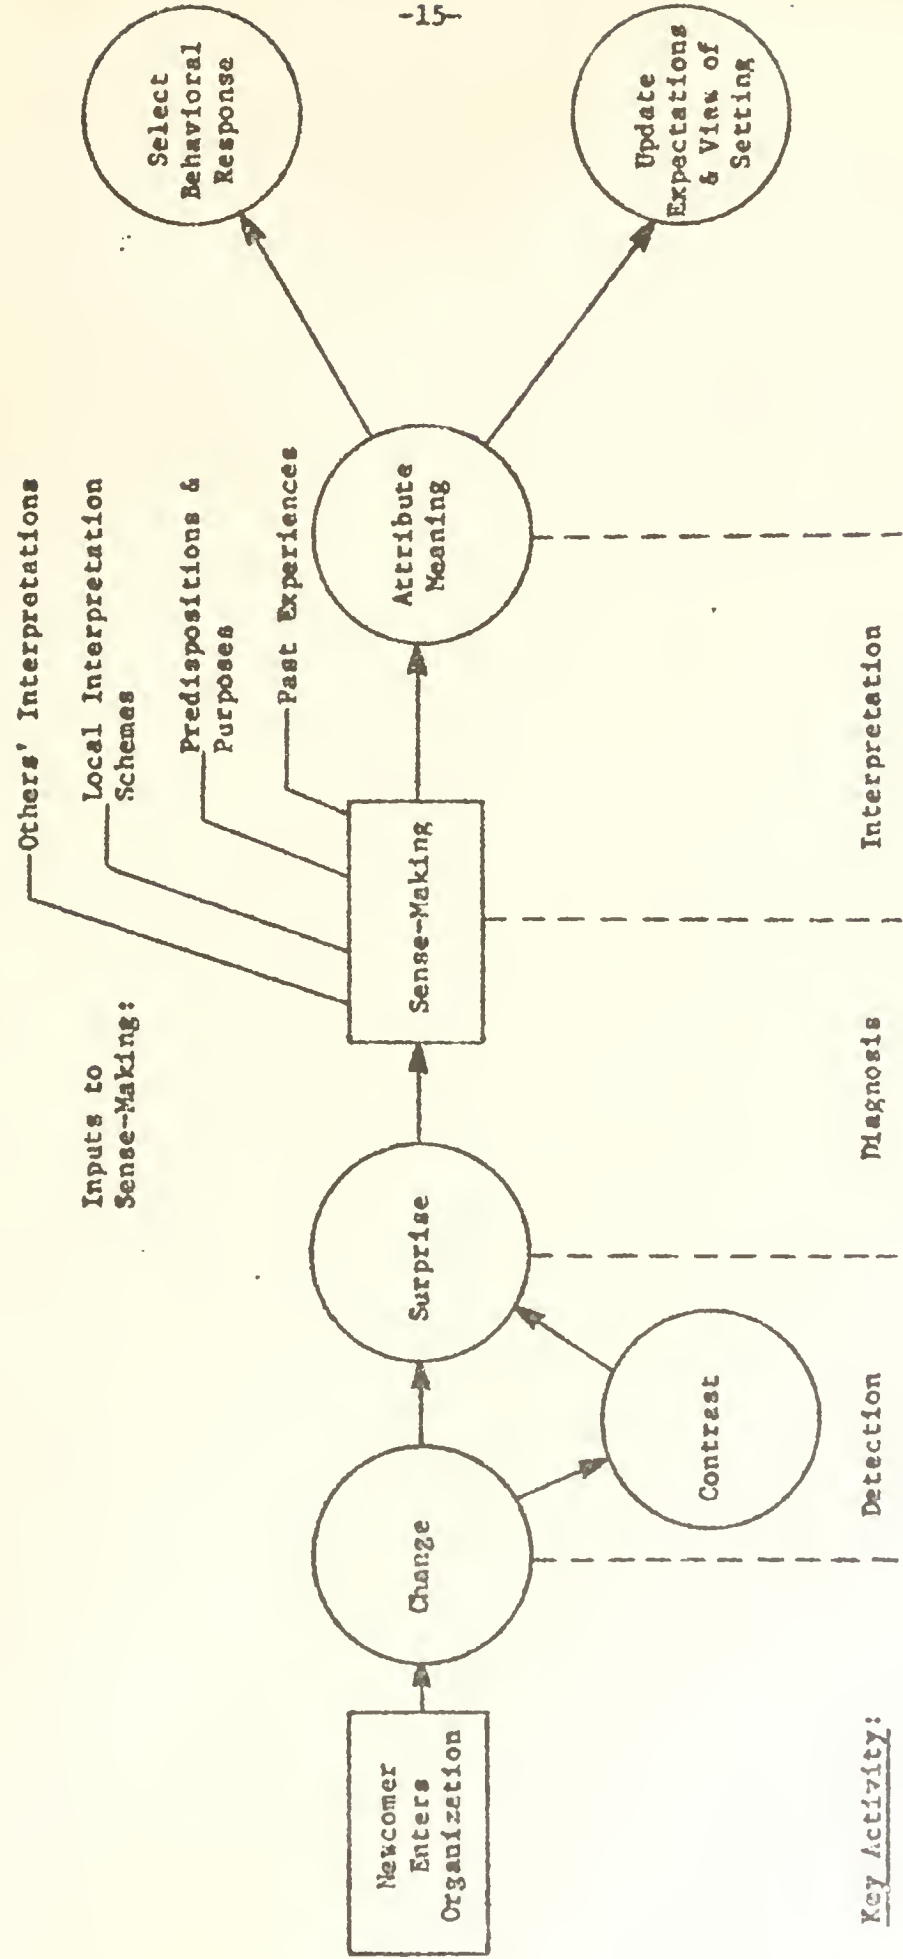 -15-
Others' Interpretations
Local Interpretation
Schemes
Predispositions &
Purposes
Past Experiences
Inputs to
Sense-Making:
Newcomer
Enters
Organization
Change
Contrast
Surprise
Sense-Making
Attribute
Meaning
Select
Behavioral
Response
Update
Expectations
& View of
Setting
Key Activity:
Detection
Diagnosis
Interpretation